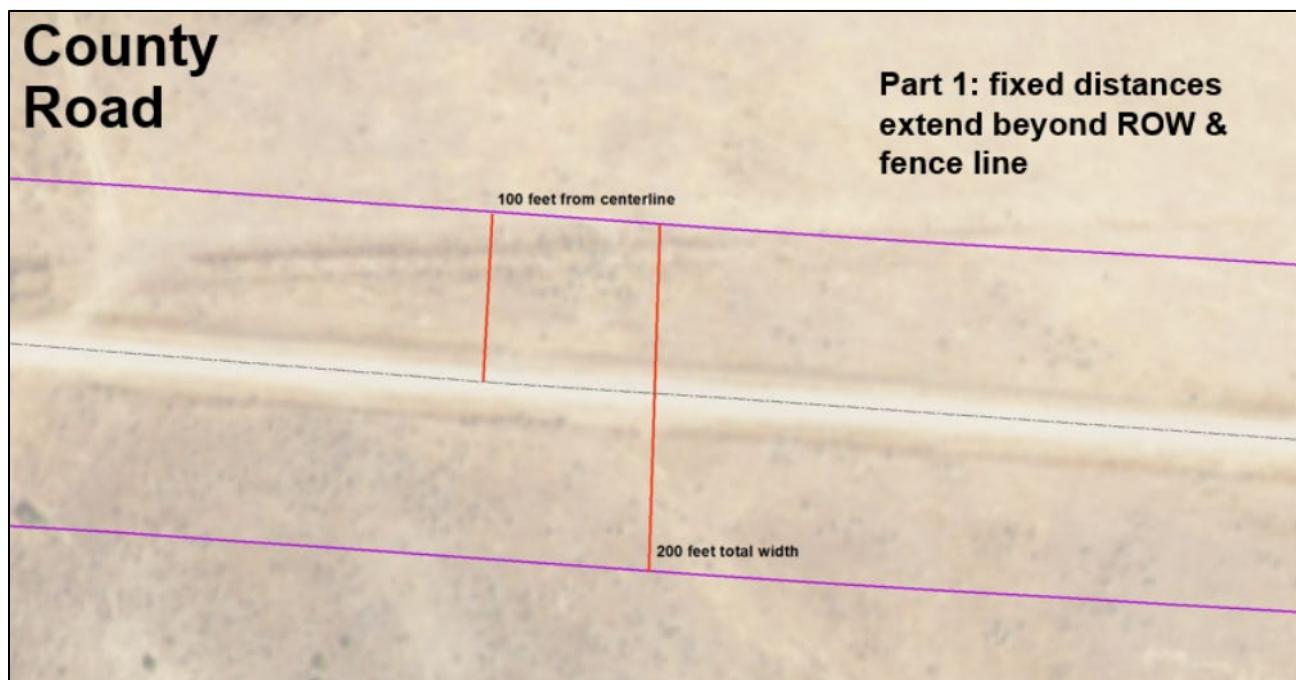 County
Road
Part 1: fixed distances
extend beyond ROW &
fence line
100 feet from centerline
200 feet total width